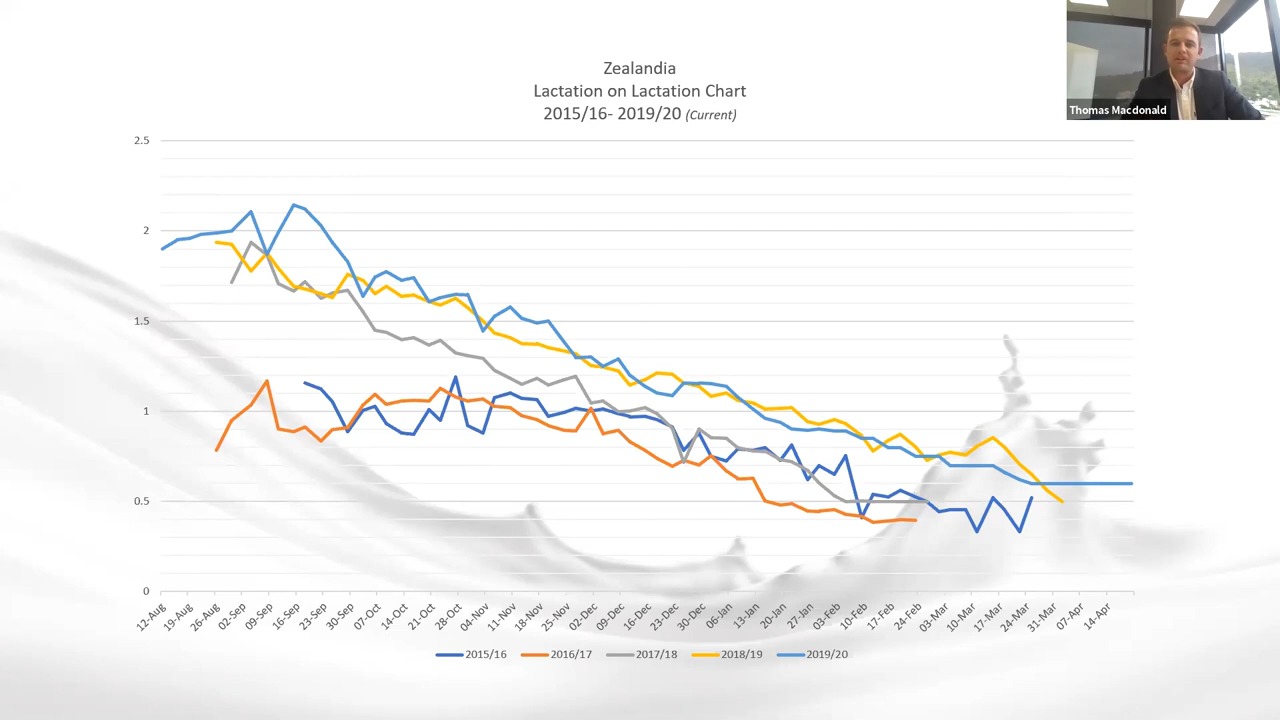 Zealandia
Lactation on Lactation Chart
2015/16- 2019/20 (Current)
Thomas Macdonald
2.5
2
1.5
1
0.5
0
12-Aug
19-Aug
26-Aug
02-Sep
09-Sep
16-Sep
23-Sep
30-Sep
07-Oct
14-Oct
21-Oct
28-Oct
04-Nov
11-Nov
18-Nov
25-Nov
02-Dec
09-Dec
16-Dec
23-Dec
30-Dec
06-Jan
13-Jan
20-Jan
27-Jan
03-Feb
10-Feb
17-Feb
24-Feb
03-Mar
10-Mar
17-Mar
24-Mar
31-Mar
07-Apr
14-Apr
2015/16 2016/17 2017/18 2018/19 2019/20